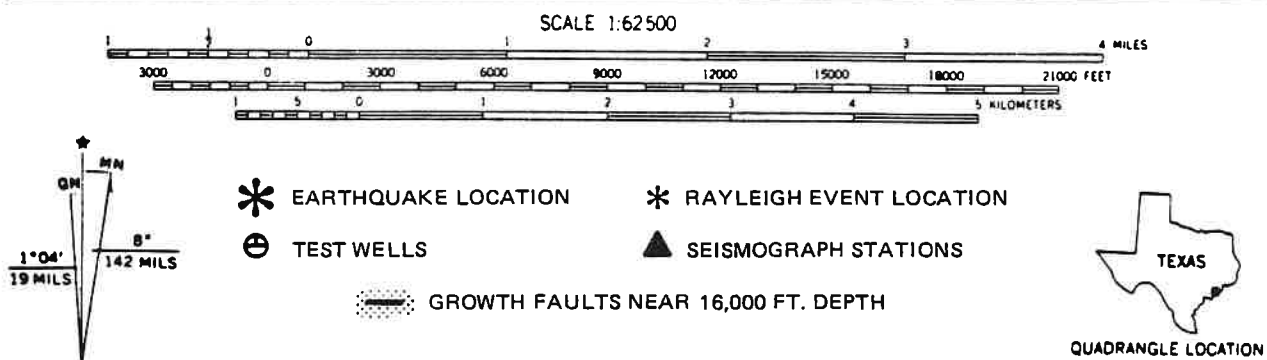 SCALE 1:62500
1 ½ 0 1 2 3 4 MILES
3000 0 3000 6000 9000 12000 15000 18000 21000 FEET
1 5 0 1 2 3 4 5 KILOMETERS
★
MN
GN
1°04'
19 MILS
8°
142 MILS
EARTHQUAKE LOCATION
RAYLEIGH EVENT LOCATION
TEST WELLS
SEISMOGRAPH STATIONS
GROWTH FAULTS NEAR 16,000 FT. DEPTH
TEXAS
QUADRANGLE LOCATION